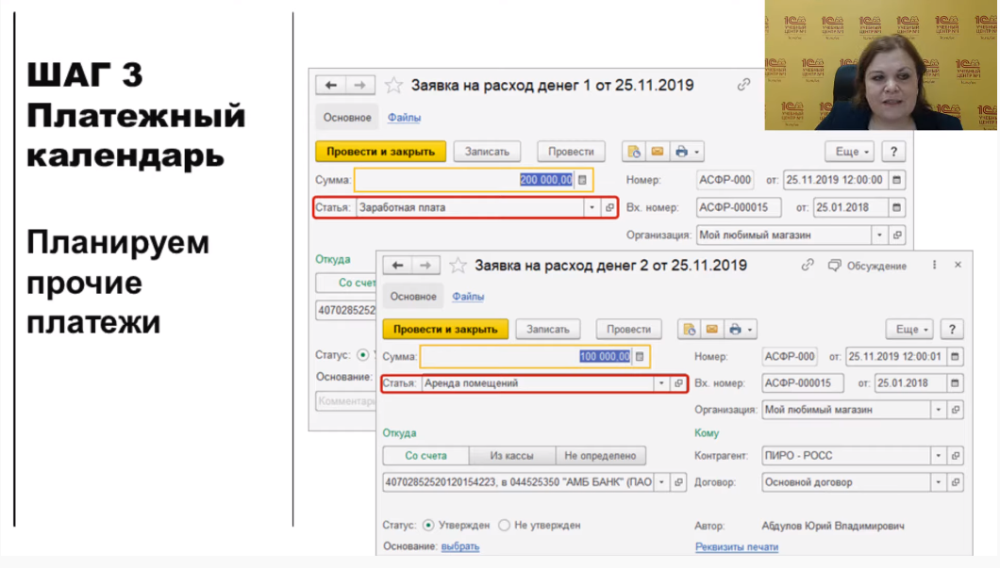 ШАГ 3
Платежный
календарь
Планируем
прочие
платежи
Заявка на расход денег 1 от 25.11.2019
Основное Файлы
Провести и закрыть Записать Провести Еще ?
Сумма: 200 000,00 Номер: АСФР-000 от: 25.11.2019 12:00:00
Статья: Заработная плата Вх. номер: АСФР-000015 от: 25.01.2018
Организация: Мой любимый магазин
Откуда
Со счет
4070285252
Статус:
Основание:
Комментари
Заявка на расход денег 2 от 25.11.2019 Обсуждение
Основное Файлы
Провести и закрыть Записать Провести Еще ?
Сумма: 100 000,00 Номер: АСФР-000 от: 25.11.2019 12:00:01
Статья: Аренда помещений Вх. номер: АСФР-000015 от: 25.01.2018
Организация: Мой любимый магазин
Откуда Кому
Со счета Из кассы Не определено Контрагент: ПИРО - РОСС
40702852520120154223, в 044525350 "АМБ БАНК" (ПАО Договор: Основной договор
Статус: Утвержден Не утвержден Автор: Абдулов Юрий Владимирович
Основание: выбрать Реквизиты печати
1С
УЧЕБНЫЙ
ЦЕНТР №1